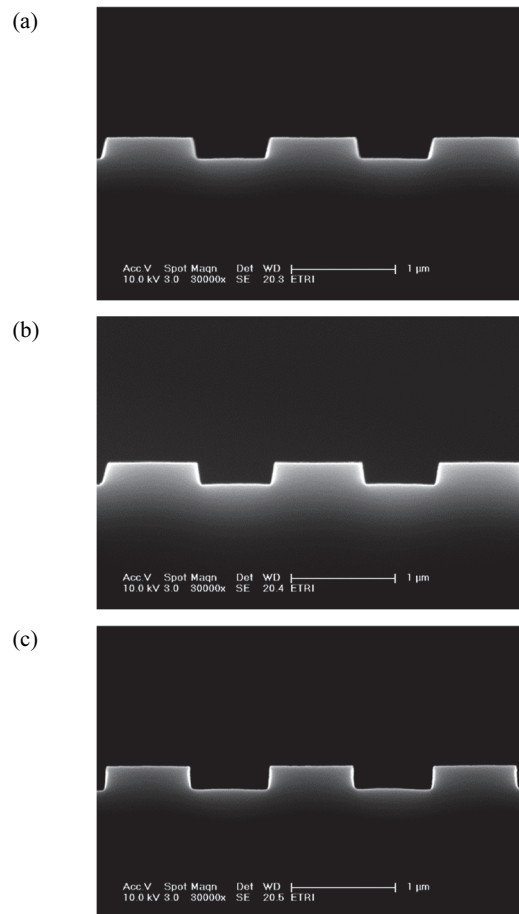 (a)
Acc.V Spot Magn Det WD 1 µm
10.0 kV 3.0 30000x SE 20.3 ETRI
(b)
Acc.V Spot Magn Det WD 1 µm
10.0 kV 3.0 30000x SE 20.4 ETRI
(c)
Acc.V Spot Magn Det WD 1 µm
10.0 kV 3.0 30000x SE 20.5 ETRI